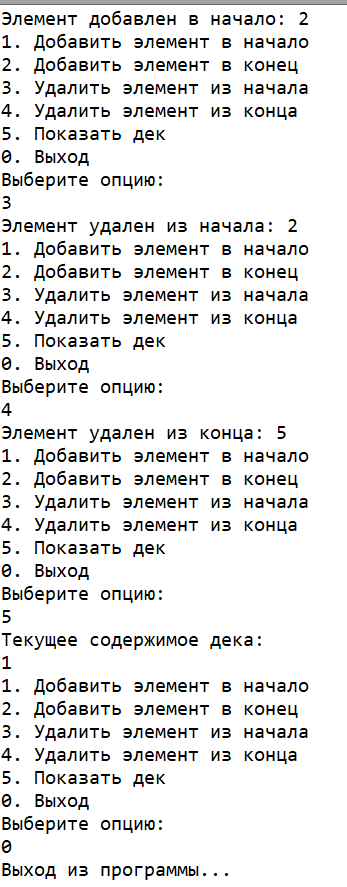 Элемент добавлен в начало: 2
1. Добавить элемент в начало
2. Добавить элемент в конец
3. Удалить элемент из начала
4. Удалить элемент из конца
5. Показать дек
0. Выход
Выберите опцию:
3
Элемент удален из начала: 2
1. Добавить элемент в начало
2. Добавить элемент в конец
3. Удалить элемент из начала
4. Удалить элемент из конца
5. Показать дек
0. Выход
Выберите опцию:
4
Элемент удален из конца: 5
1. Добавить элемент в начало
2. Добавить элемент в конец
3. Удалить элемент из начала
4. Удалить элемент из конца
5. Показать дек
0. Выход
Выберите опцию:
5
Текущее содержимое дека:
1
1. Добавить элемент в начало
2. Добавить элемент в конец
3. Удалить элемент из начала
4. Удалить элемент из конца
5. Показать дек
0. Выход
Выберите опцию:
0
Выход из программы...